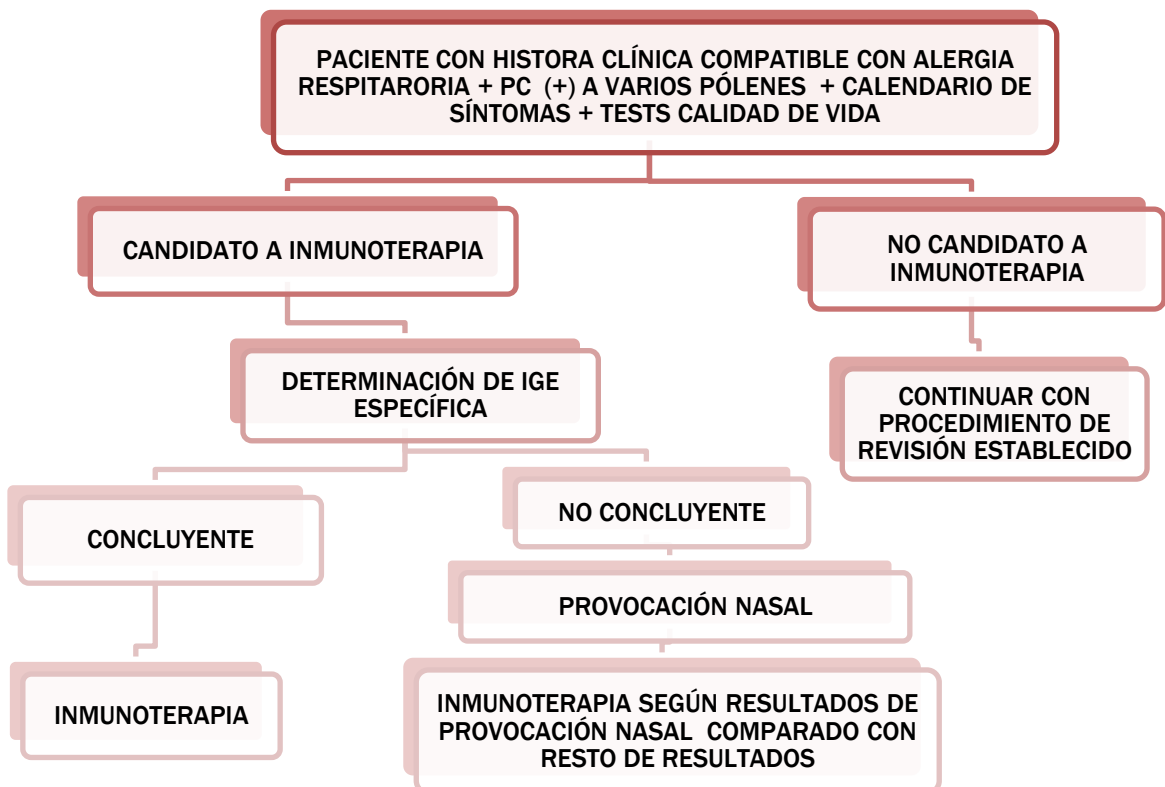 PACIENTE CON HISTORA CLÍNICA COMPATIBLE CON ALERGIA
RESPITARORIA + PC (+) A VARIOS PÓLENES + CALENDARIO DE
SÍNTOMAS + TESTS CALIDAD DE VIDA
CANDIDATO A INMUNOTERAPIA
NO CANDIDATO A
INMUNOTERAPIA
DETERMINACIÓN DE IGE
ESPECÍFICA
CONTINUAR CON
PROCEDIMIENTO DE
REVISIÓN ESTABLECIDO
CONCLUYENTE
NO CONCLUYENTE
PROVOCACIÓN NASAL
INMUNOTERAPIA
INMUNOTERAPIA SEGÚN RESULTADOS DE
PROVOCACIÓN NASAL COMPARADO CON
RESTO DE RESULTADOS